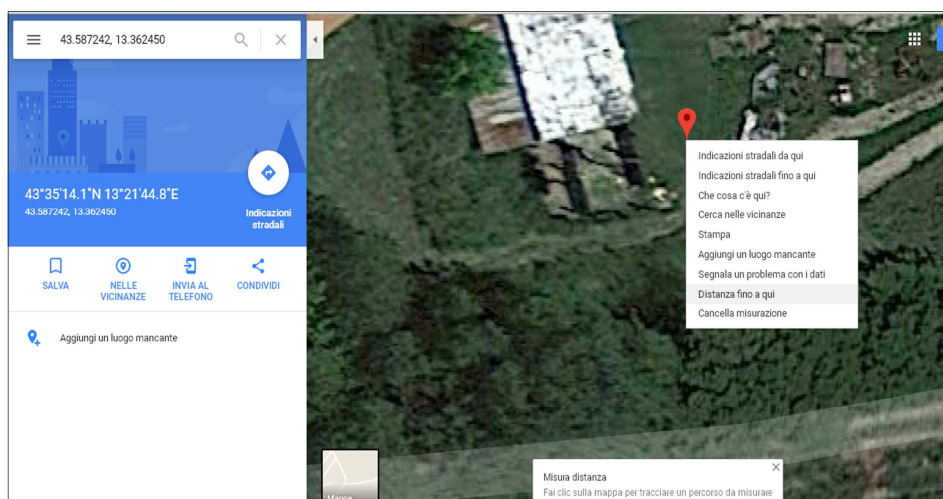 43.587242, 13.362450
43°35'14.1"N 13°21'44.8"E
43.587242, 13.362450
Indicazioni
stradali
SALVA
NELLE
VICINANZE
INVIA AL
TELEFONO
CONDIVIDI
Aggiungi un luogo mancante
Indicazioni stradali da qui
Indicazioni stradali fino a qui
Che cosa c'è qui?
Cerca nelle vicinanze
Stampa
Aggiungi un luogo mancante
Segnala un problema con i dati
Distanza fino a qui
Cancella misurazione
Mappa
Misura distanza
Fai clic sulla mappa per tracciare un percorso da misurare